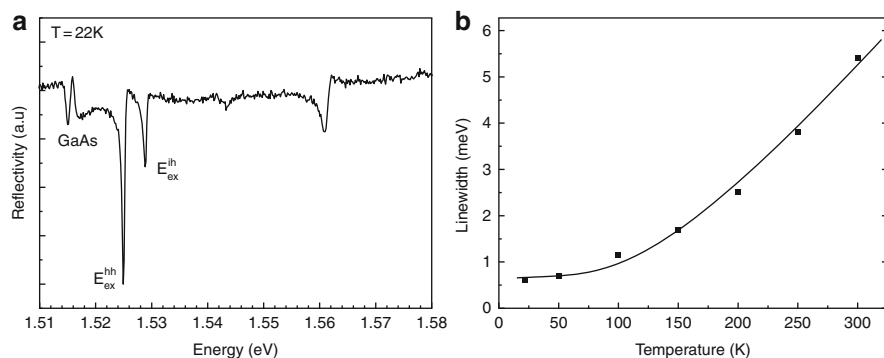 a
T = 22K
Reflectivity (a.u)
GaAs
E_ex^hh
E_ex^ih
1.51 1.52 1.53 1.54 1.55 1.56 1.57 1.58
Energy (eV)
b
Linewidth (meV)
6
5
4
3
2
1
0
0 50 100 150 200 250 300
Temperature (K)